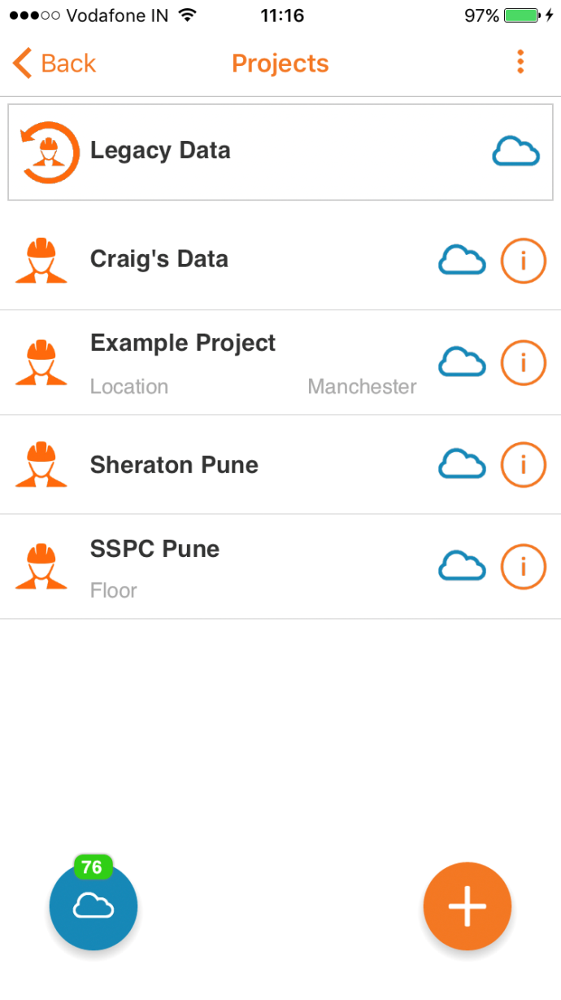 Vodafone IN 11:16 97%
Back Projects
Legacy Data
Craig's Data i
Example Project
Location Manchester i
Sheraton Pune i
SSPC Pune
Floor i
76